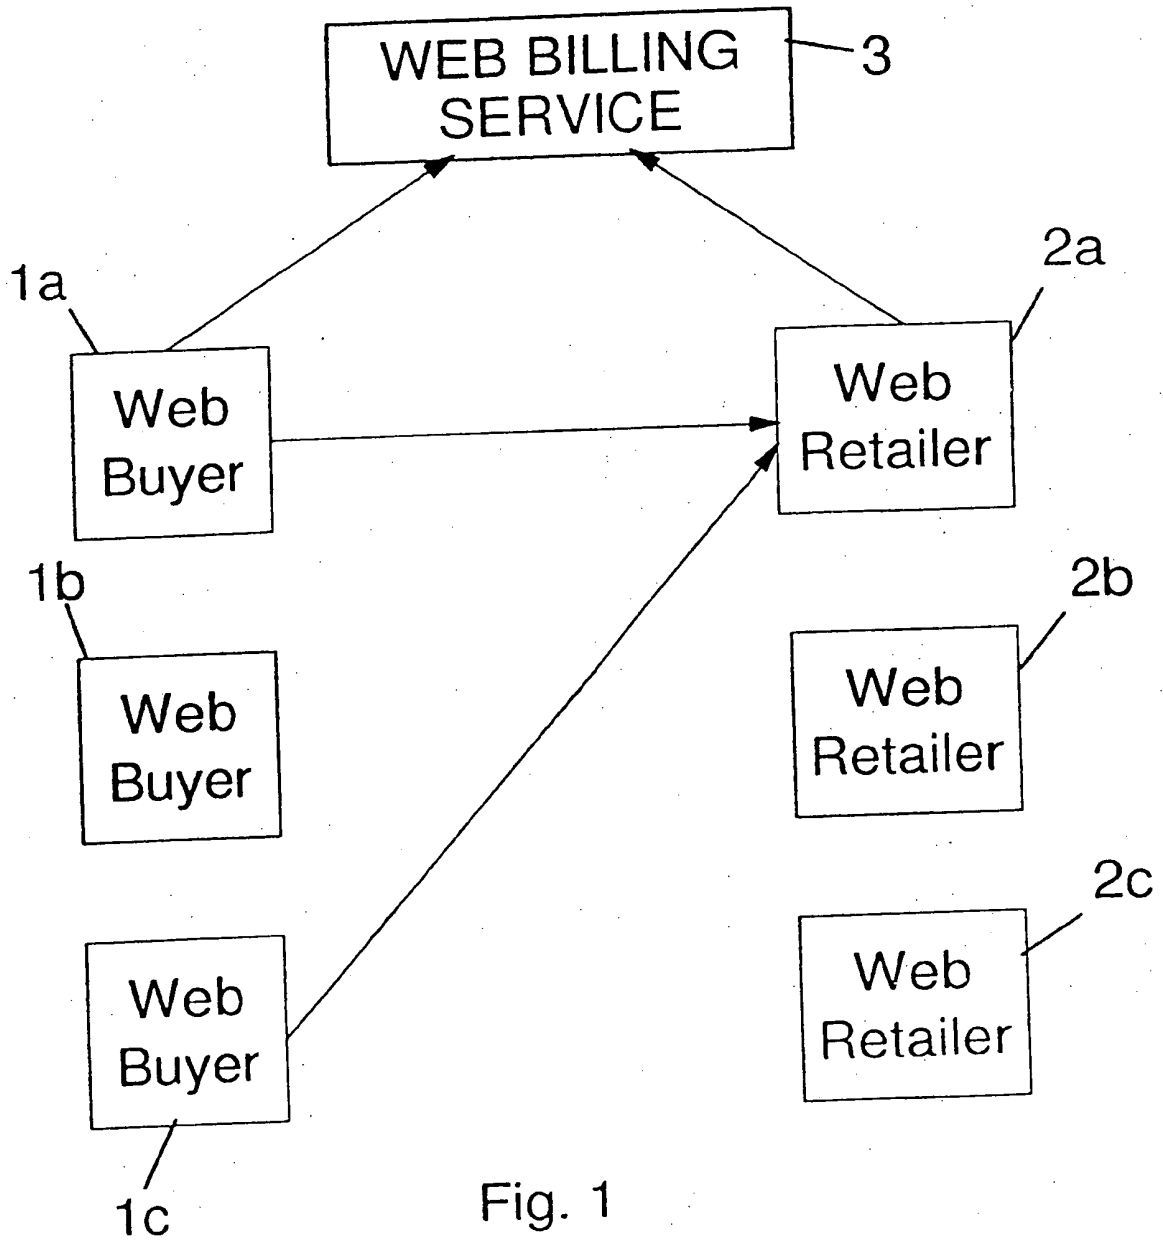 WEB BILLING
SERVICE
3
1a
2a
Web
Buyer
Web
Retailer
1b
2b
Web
Buyer
Web
Retailer
2c
Web
Buyer
Web
Retailer
1c
Fig. 1